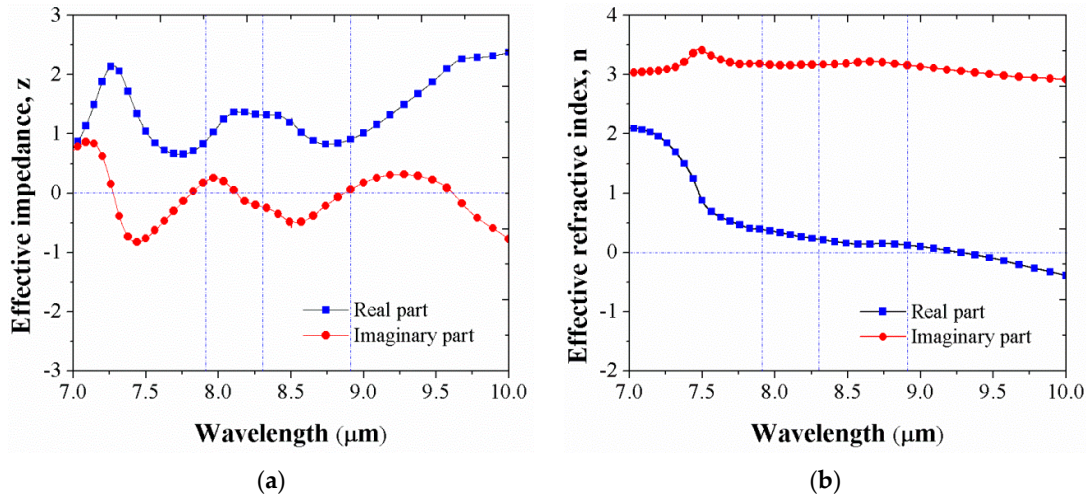 3
2
1
0
-1
-2
-3
Effective impedance, z
Real part
Imaginary part
7.0 7.5 8.0 8.5 9.0 9.5 10.0
Wavelength (μm)
(a)
4
3
2
1
0
-1
-2
Effective refractive index, n
Real part
Imaginary part
7.0 7.5 8.0 8.5 9.0 9.5 10.0
Wavelength (μm)
(b)